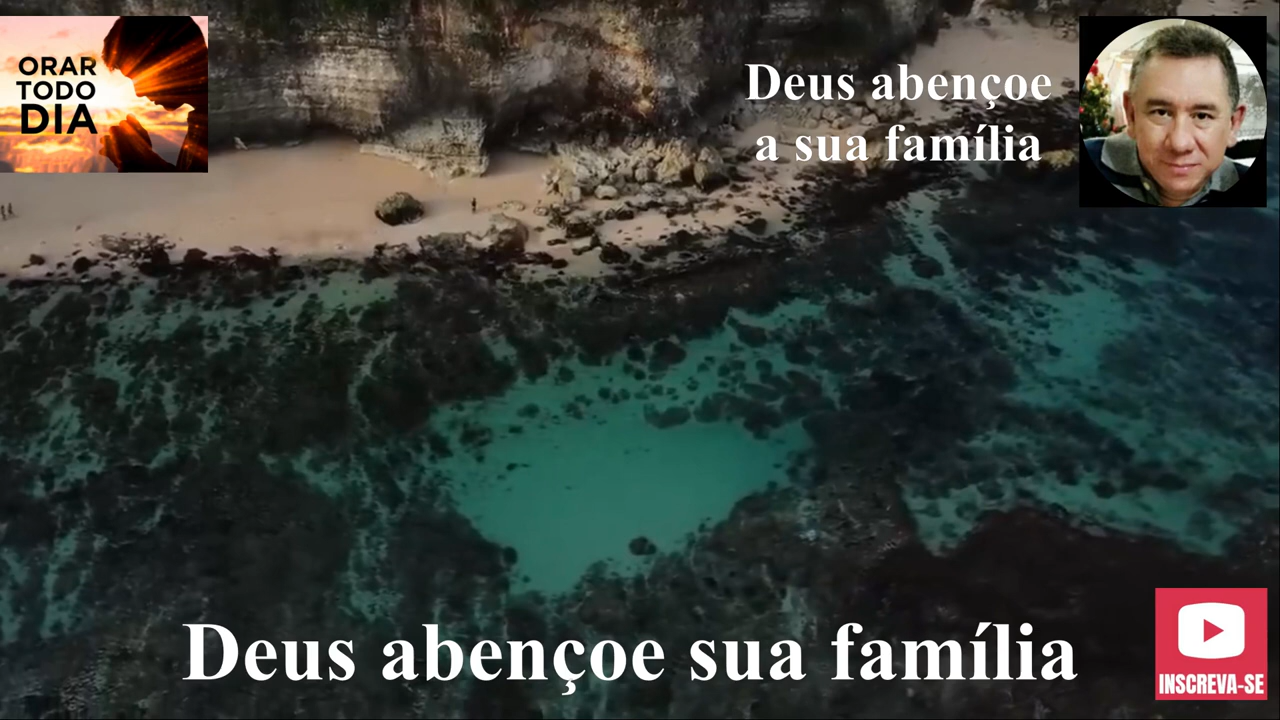 ORAR
TODO
DIA
Deus abençoe
a sua família
Deus abençoe sua família
INSCREVA-SE